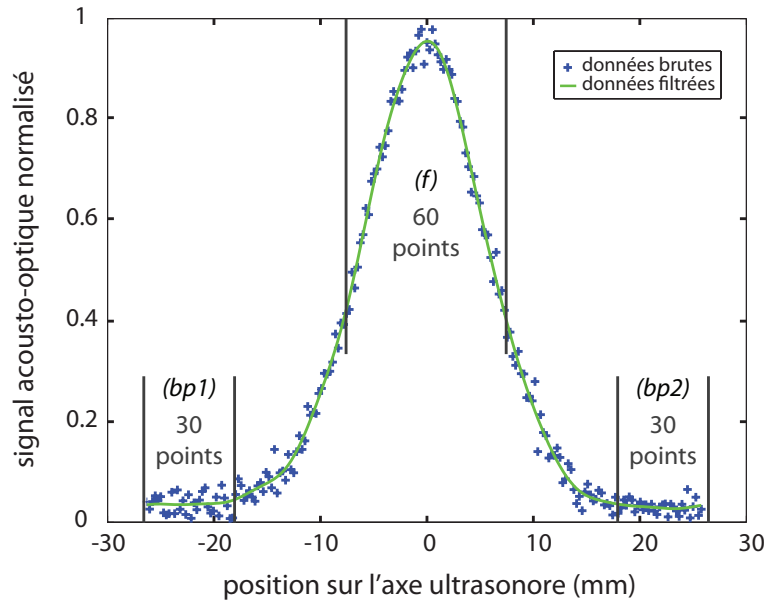 signal acousto-optique normalisé
1
0.8
0.6
0.4
0.2
0
données brutes
données filtrées
(f)
60
points
(bp1)
30
points
(bp2)
30
points
-30
-20
-10
0
10
20
30
position sur l'axe ultrasonore (mm)